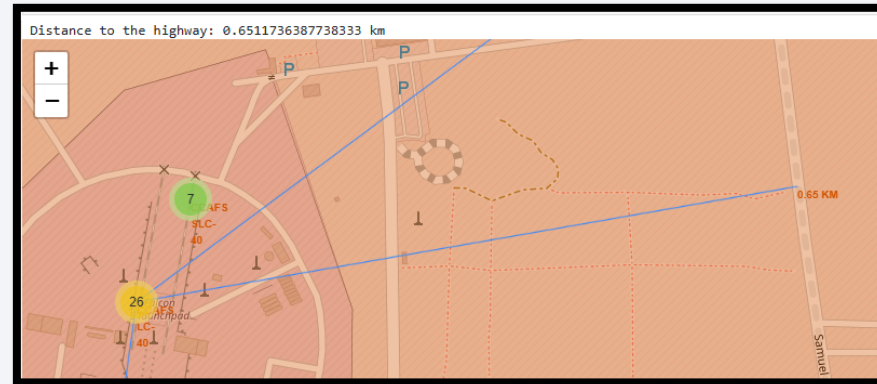 Distance to the highway: 0.6511736387738333 km
+
−
P
P
P
7
CCAFS
SLC-
40
0.65 KM
26
LC-
40
Samuel